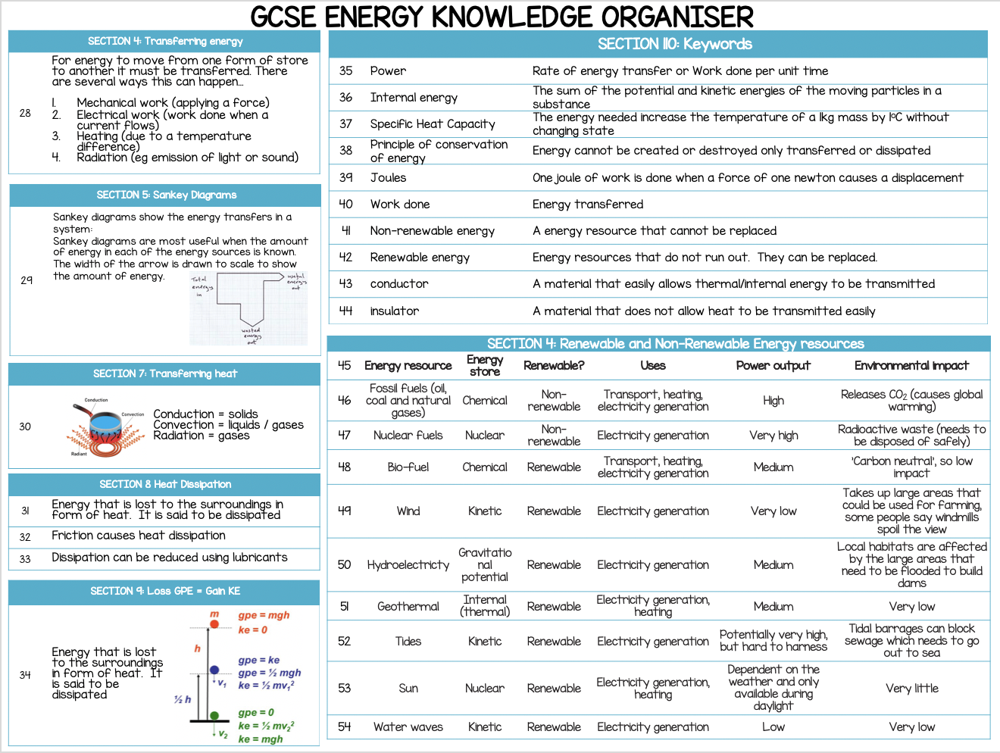 GCSE ENERGY KNOWLEDGE ORGANISER
SECTION 4: Transferring energy
28
For energy to move from one form of store
to another it must be transferred. There
are several ways this can happen…
1. Mechanical work (applying a force)
2. Electrical work (work done when a
current flows)
3. Heating (due to a temperature
difference)
4. Radiation (eg emission of light or sound)
SECTION 5: Sankey Diagrams
29
Sankey diagrams show the energy transfers in a
system:
Sankey diagrams are most useful when the amount
of energy in each of the energy sources is known.
The width of the arrow is drawn to scale to show
the amount of energy.
Total
energy
in
useful
energy
out
wasted
energy
out
SECTION 7: Transferring heat
30
Conduction
Convection
Radiant
Conduction = solids
Convection = liquids / gases
Radiation = gases
SECTION 8 Heat Dissipation
31 Energy that is lost to the surroundings in
form of heat. It is said to be dissipated
32 Friction causes heat dissipation
33 Dissipation can be reduced using lubricants
SECTION 9: Loss GPE = Gain KE
34
Energy that is lost
to the surroundings
in form of heat. It
is said to be
dissipated
m
gpe = mgh
ke = 0
h
gpe = ke
gpe = ½ mgh
ke = ½ mv₁²
v₁
½ h
gpe = 0
ke = ½ mv₂²
ke = mgh
v₂
SECTION 110: Keywords
35 Power Rate of energy transfer or Work done per unit time
36 Internal energy The sum of the potential and kinetic energies of the moving particles in a
substance
37 Specific Heat Capacity The energy needed increase the temperature of a 1kg mass by 1ºC without
changing state
38 Principle of conservation
of energy Energy cannot be created or destroyed only transferred or dissipated
39 Joules One joule of work is done when a force of one newton causes a displacement
40 Work done Energy transferred
41 Non-renewable energy A energy resource that cannot be replaced
42 Renewable energy Energy resources that do not run out. They can be replaced.
43 conductor A material that easily allows thermal/internal energy to be transmitted
44 insulator A material that does not allow heat to be transmitted easily
SECTION 4: Renewable and Non-Renewable Energy resources
45 Energy resource Energy
store Renewable? Uses Power output Environmental impact
46 Fossil fuels (oil,
coal and natural
gases) Chemical Non-
renewable Transport, heating,
electricity generation High Releases CO₂ (causes global
warming)
47 Nuclear fuels Nuclear Non-
renewable Electricity generation Very high Radioactive waste (needs to
be disposed of safely)
48 Bio-fuel Chemical Renewable Transport, heating,
electricity generation Medium 'Carbon neutral', so low
impact
49 Wind Kinetic Renewable Electricity generation Very low Takes up large areas that
could be used for farming,
some people say windmills
spoil the view
50 Hydroelectricty Gravitatio
nal
potential Renewable Electricity generation Medium Local habitats are affected
by the large areas that
need to be flooded to build
dams
51 Geothermal Internal
(thermal) Renewable Electricity generation,
heating Medium Very low
52 Tides Kinetic Renewable Electricity generation Potentially very high,
but hard to harness Tidal barrages can block
sewage which needs to go
out to sea
53 Sun Nuclear Renewable Electricity generation,
heating Dependent on the
weather and only
available during
daylight Very little
54 Water waves Kinetic Renewable Electricity generation Low Very low